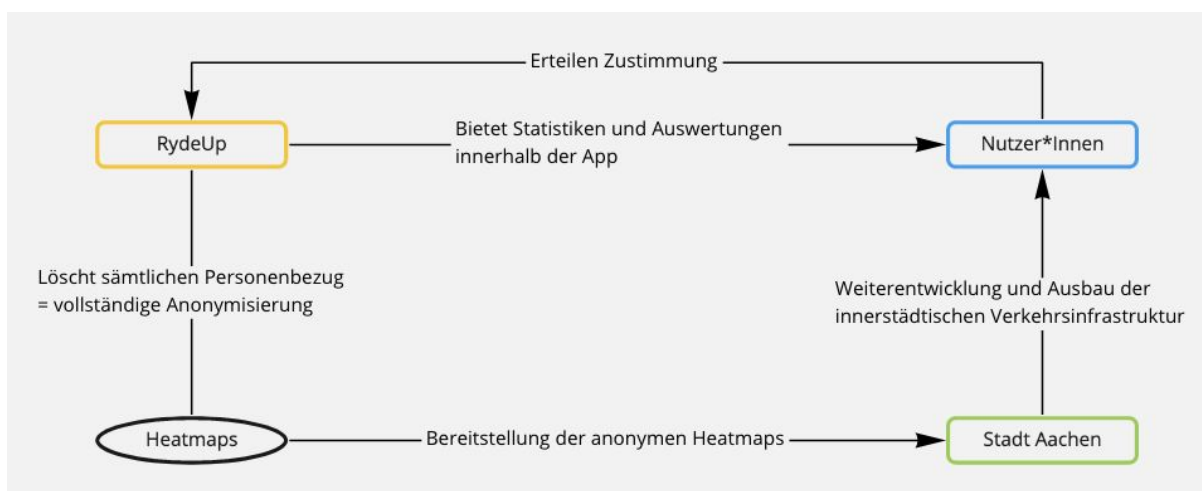 Erteilen Zustimmung
RydeUp
Bietet Statistiken und Auswertungen
innerhalb der App
Nutzer*Innen
Löscht sämtlichen Personenbezug
= vollständige Anonymisierung
Weiterentwicklung und Ausbau der
innerstädtischen Verkehrsinfrastruktur
Heatmaps
Bereitstellung der anonymen Heatmaps
Stadt Aachen